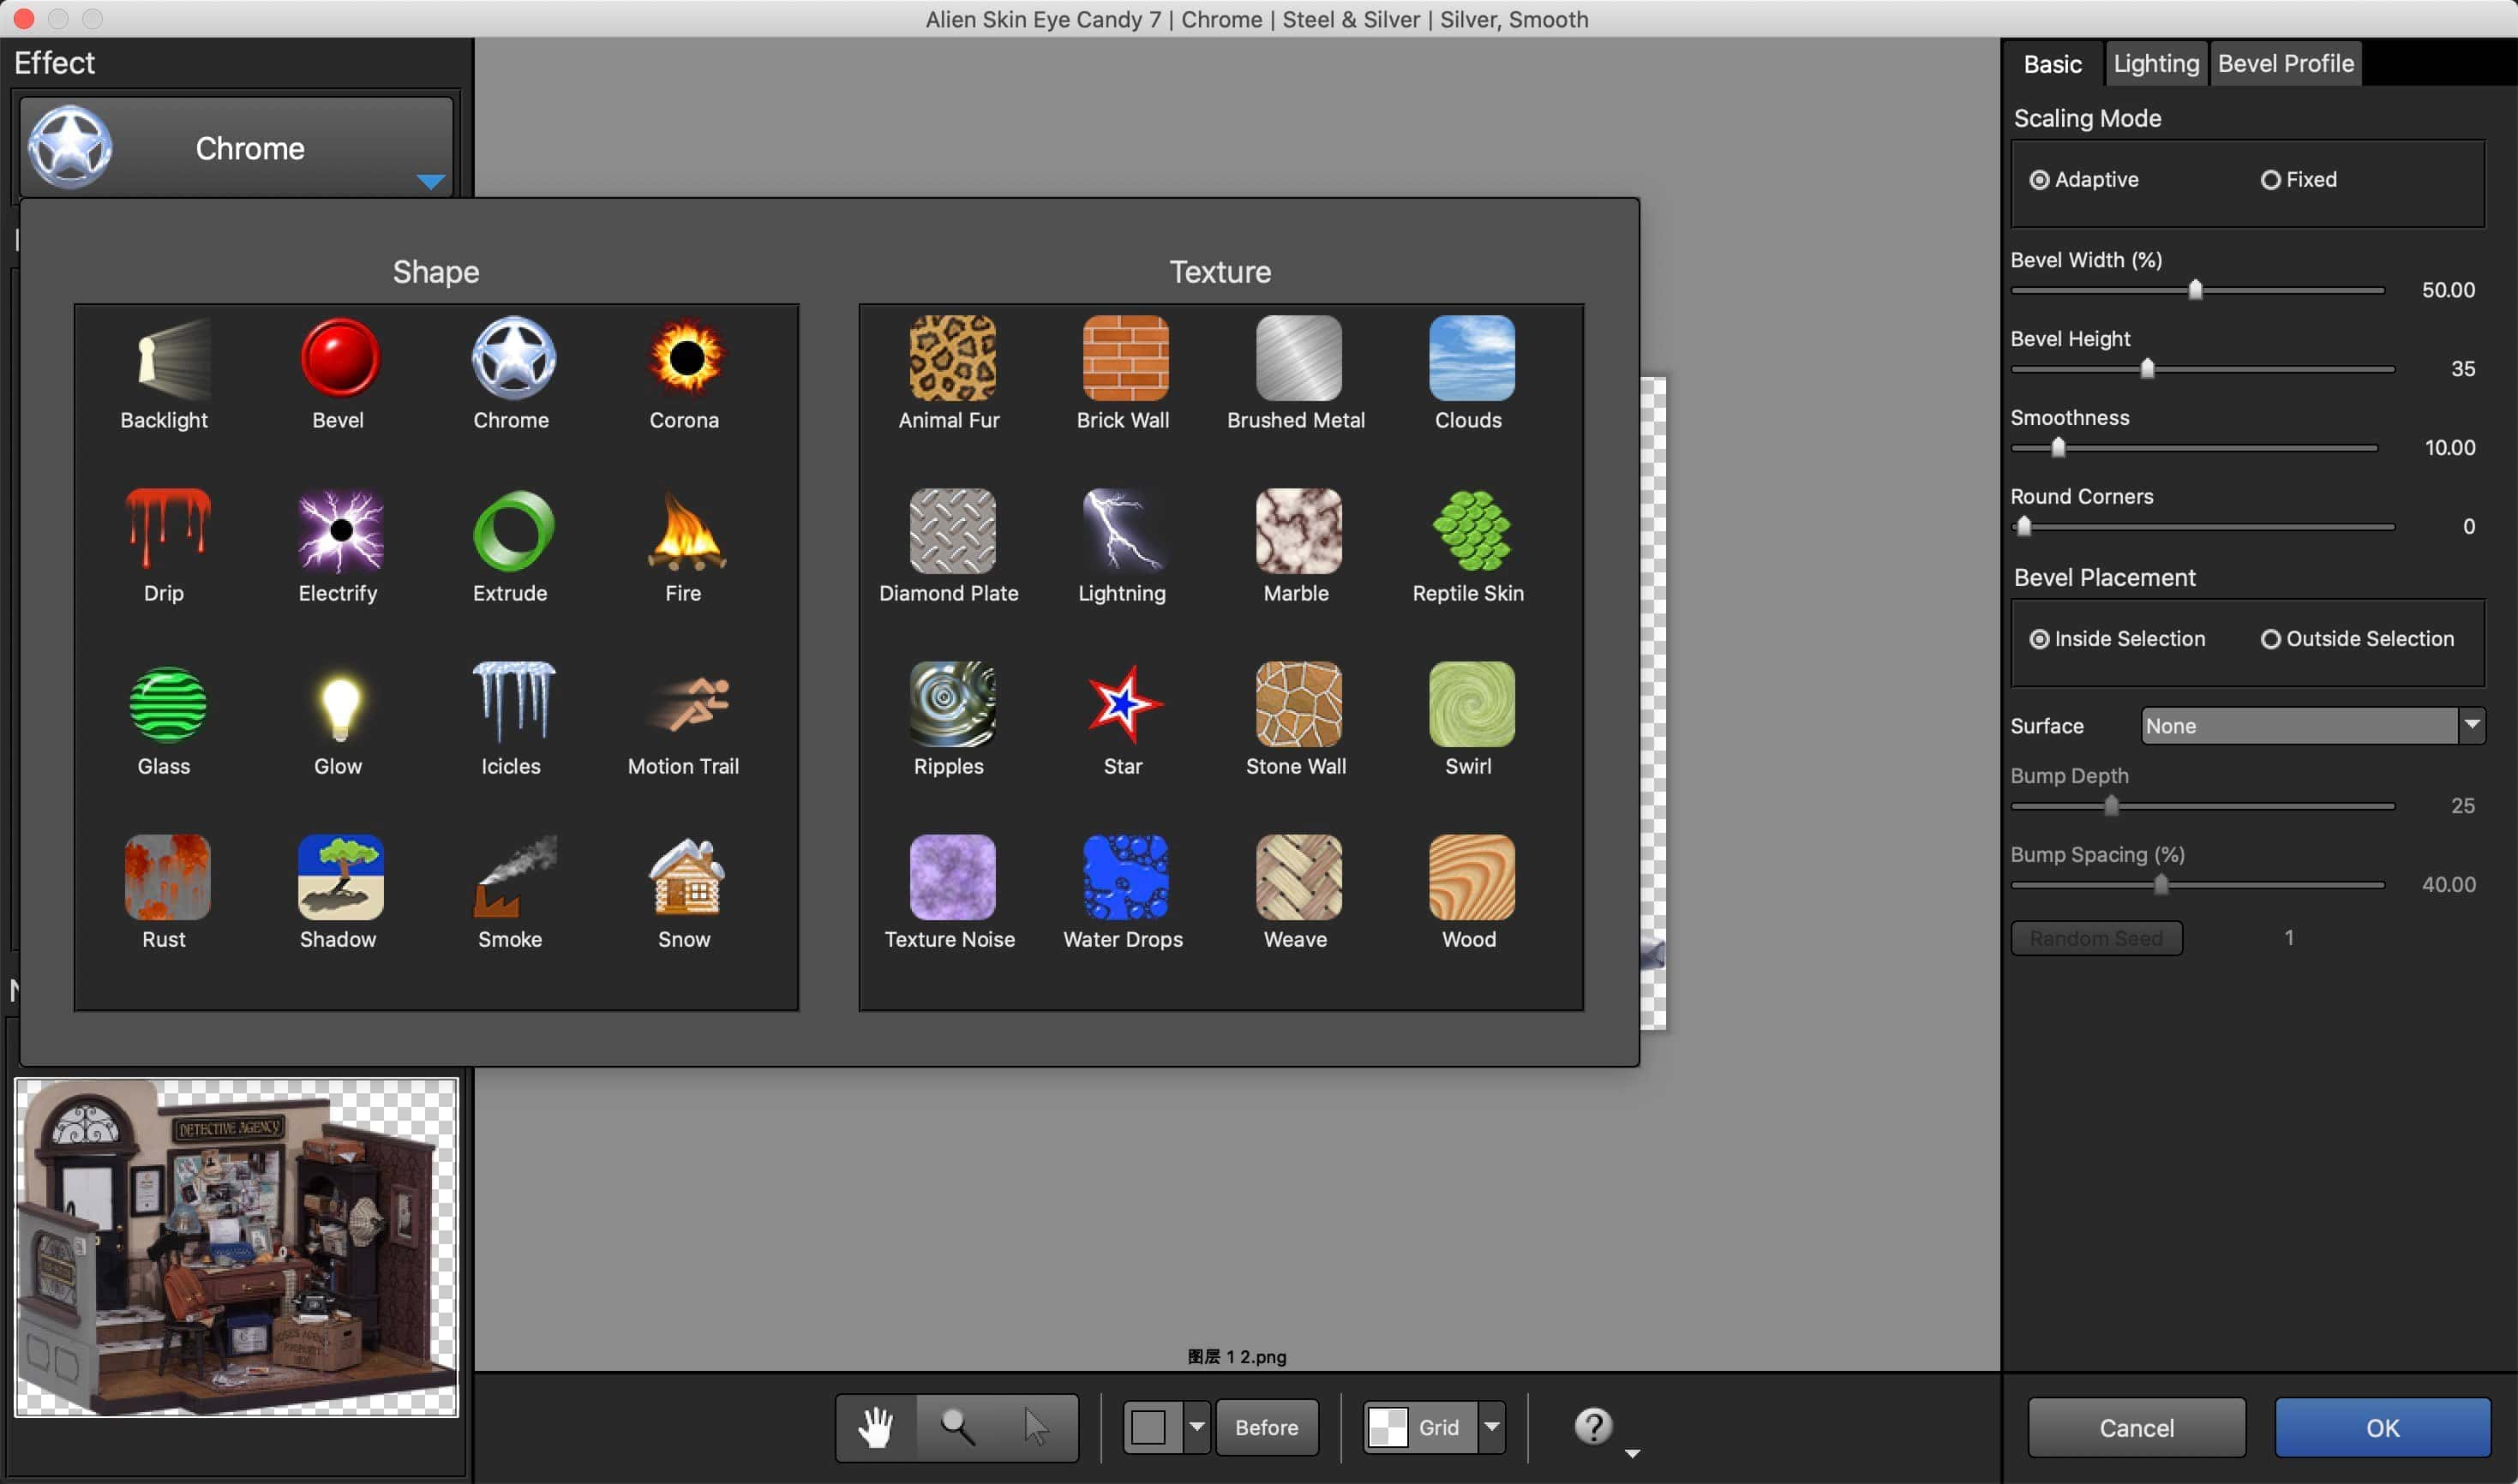 Alien Skin Eye Candy 7 | Chrome | Steel & Silver | Silver, Smooth
Effect
Chrome
Shape
Backlight Bevel Chrome Corona
Drip Electrify Extrude Fire
Glass Glow Icicles Motion Trail
Rust Shadow Smoke Snow
Texture
Animal Fur Brick Wall Brushed Metal Clouds
Diamond Plate Lightning Marble Reptile Skin
Ripples Star Stone Wall Swirl
Texture Noise Water Drops Weave Wood
DETECTIVE AGENCY
图层 1 2.png
Before Grid ?
Basic Lighting Bevel Profile
Scaling Mode
Adaptive Fixed
Bevel Width (%)
50.00
Bevel Height
35
Smoothness
10.00
Round Corners
0
Bevel Placement
Inside Selection Outside Selection
Surface None
Bump Depth
25
Bump Spacing (%)
40.00
Random Seed 1
Cancel OK